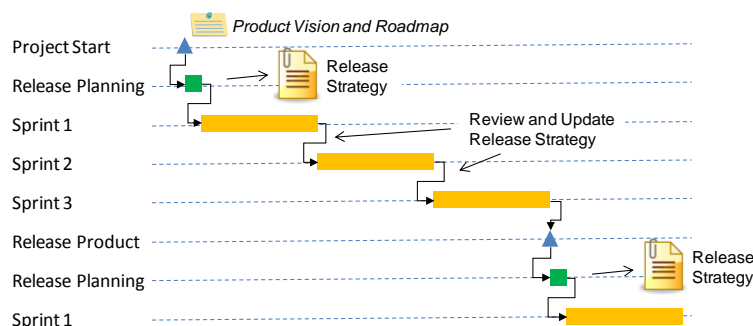 Product Vision and Roadmap
Project Start
Release Planning
Release
Strategy
Sprint 1
Review and Update
Release Strategy
Sprint 2
Sprint 3
Release Product
Release Planning
Release
Strategy
Sprint 1